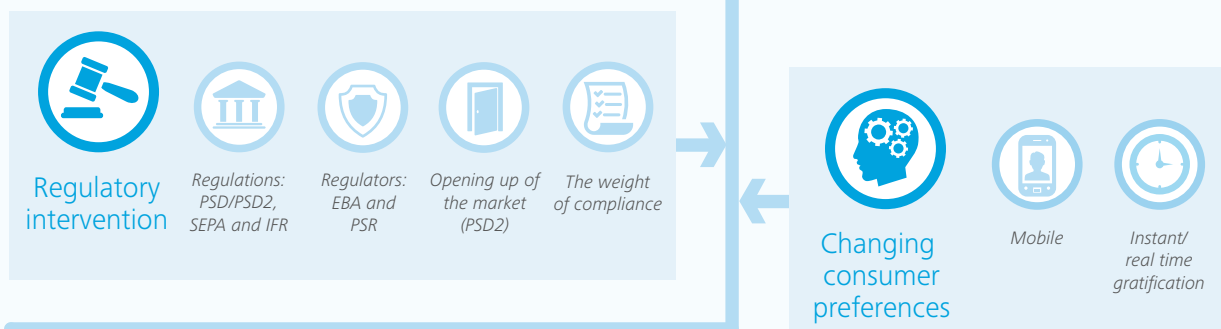 Regulatory
intervention
Regulations:
PSD/PSD2,
SEPA and IFR
Regulators:
EBA and
PSR
Opening up of
the market
(PSD2)
The weight
of compliance
Changing
consumer
preferences
Mobile
Instant/
real time
gratification